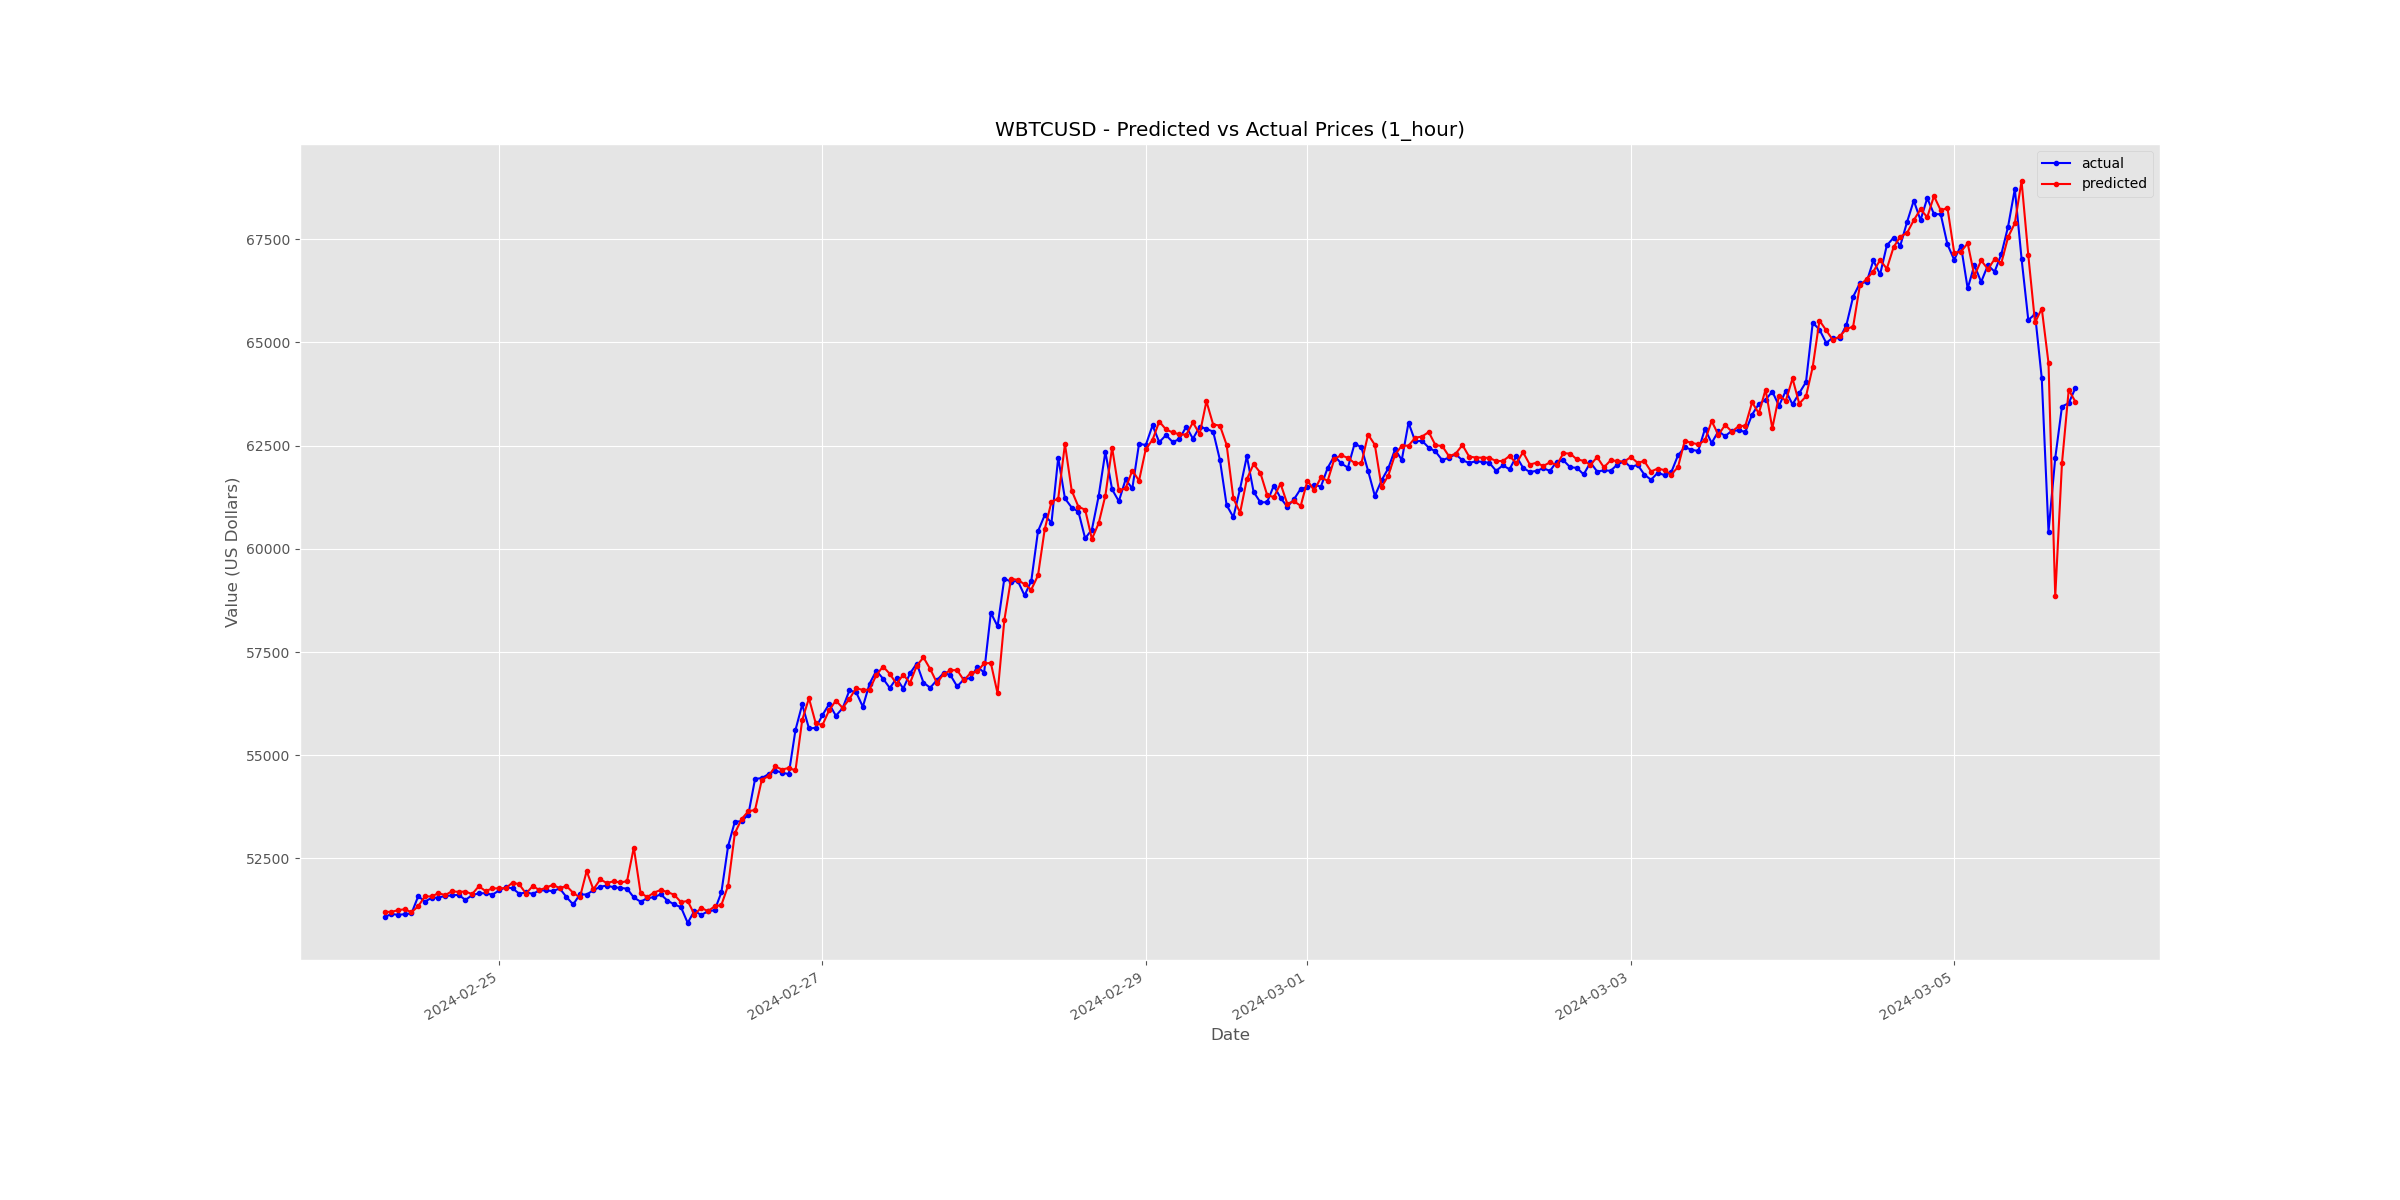 WBTCUSD - Predicted vs Actual Prices (1_hour)
actual
predicted
67500
65000
62500
60000
57500
55000
52500
Value (US Dollars)
2024-02-25
2024-02-27
2024-02-29
2024-03-01
2024-03-03
2024-03-05
Date